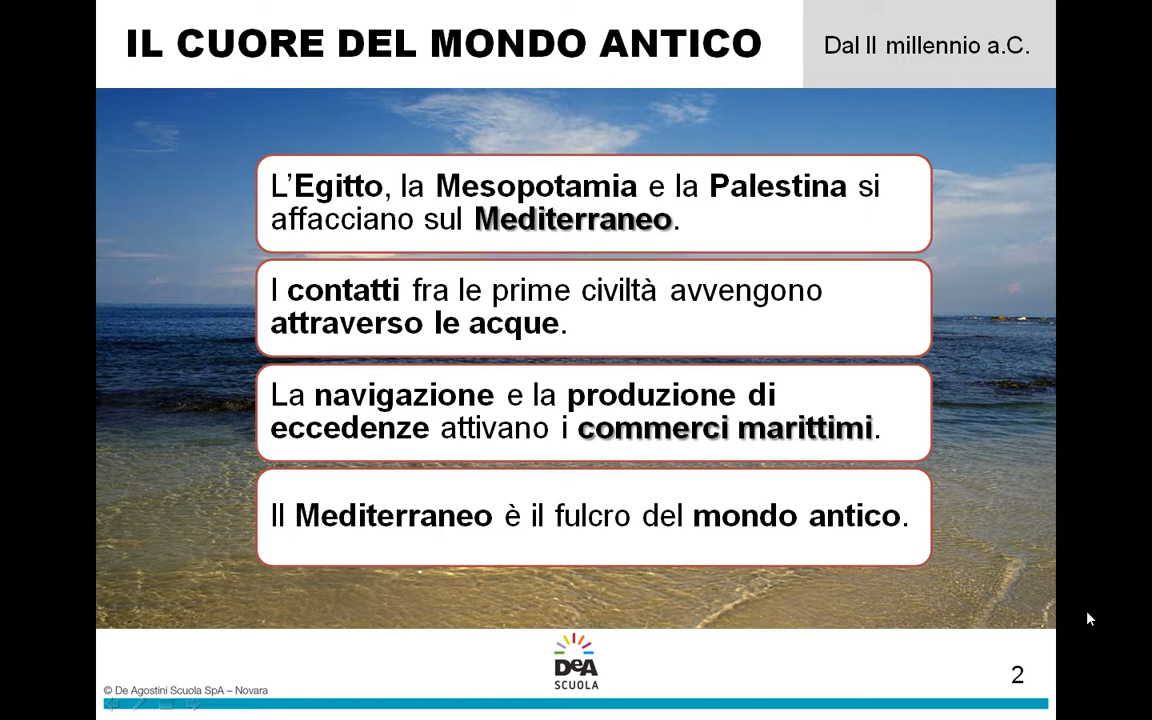 IL CUORE DEL MONDO ANTICO
Dal II millennio a.C.
L’Egitto, la Mesopotamia e la Palestina si
affacciano sul Mediterraneo.
I contatti fra le prime civiltà avvengono
attraverso le acque.
La navigazione e la produzione di
eccedenze attivano i commerci marittimi.
Il Mediterraneo è il fulcro del mondo antico.
DeA
SCUOLA
© De Agostini Scuola SpA – Novara
2